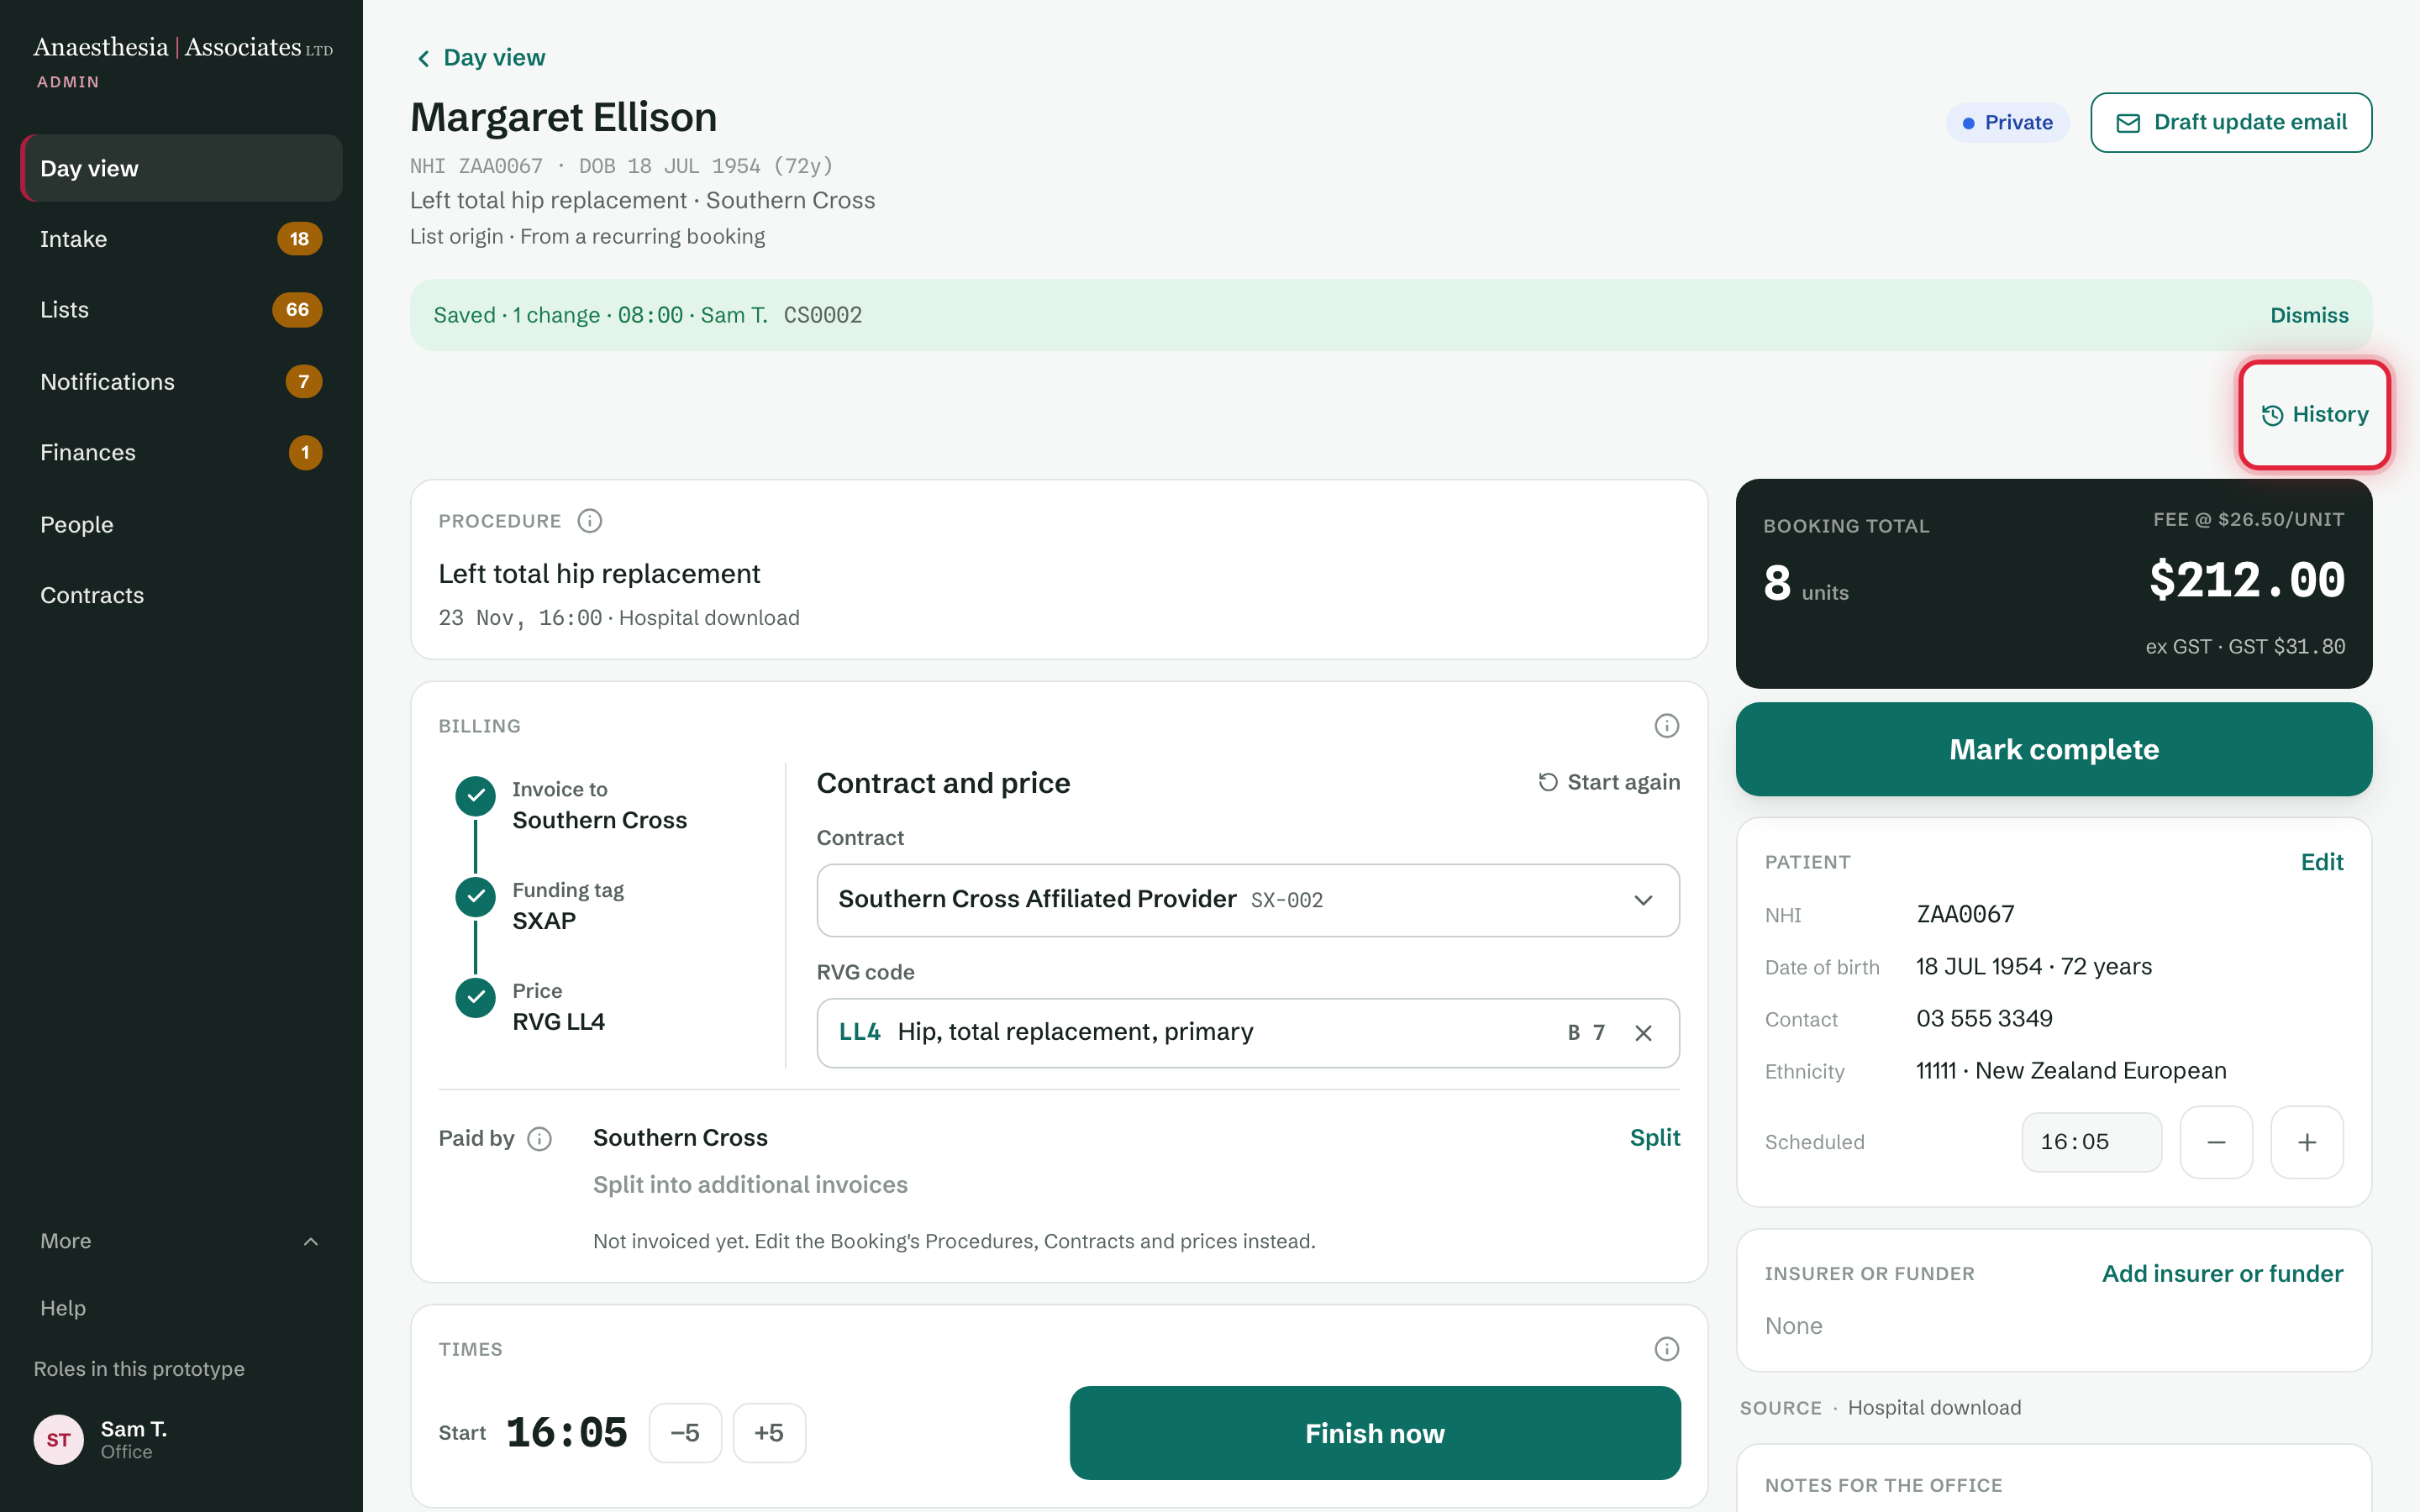 Anaesthesia | Associates LTD
ADMIN
Day view
Intake 18
Lists 66
Notifications 7
Finances 1
People
Contracts
More
Help
Roles in this prototype
ST Sam T.
Office
Day view
Margaret Ellison
NHI ZAA0067 · DOB 18 JUL 1954 (72y)
Left total hip replacement · Southern Cross
List origin · From a recurring booking
Private
Draft update email
Saved · 1 change · 08:00 · Sam T. CS0002
Dismiss
History
PROCEDURE
Left total hip replacement
23 Nov, 16:00 · Hospital download
BILLING
Invoice to
Southern Cross
Funding tag
SXAP
Price
RVG LL4
Contract and price
Start again
Contract
Southern Cross Affiliated Provider SX-002
RVG code
LL4 Hip, total replacement, primary B 7
Paid by Southern Cross Split
Split into additional invoices
Not invoiced yet. Edit the Booking's Procedures, Contracts and prices instead.
TIMES
Start 16:05 −5 +5 Finish now
BOOKING TOTAL
8 units
FEE @ $26.50/UNIT
$212.00
ex GST · GST $31.80
Mark complete
PATIENT Edit
NHI ZAA0067
Date of birth 18 JUL 1954 · 72 years
Contact 03 555 3349
Ethnicity 11111 · New Zealand European
Scheduled 16:05 − +
INSURER OR FUNDER Add insurer or funder
None
SOURCE · Hospital download
NOTES FOR THE OFFICE